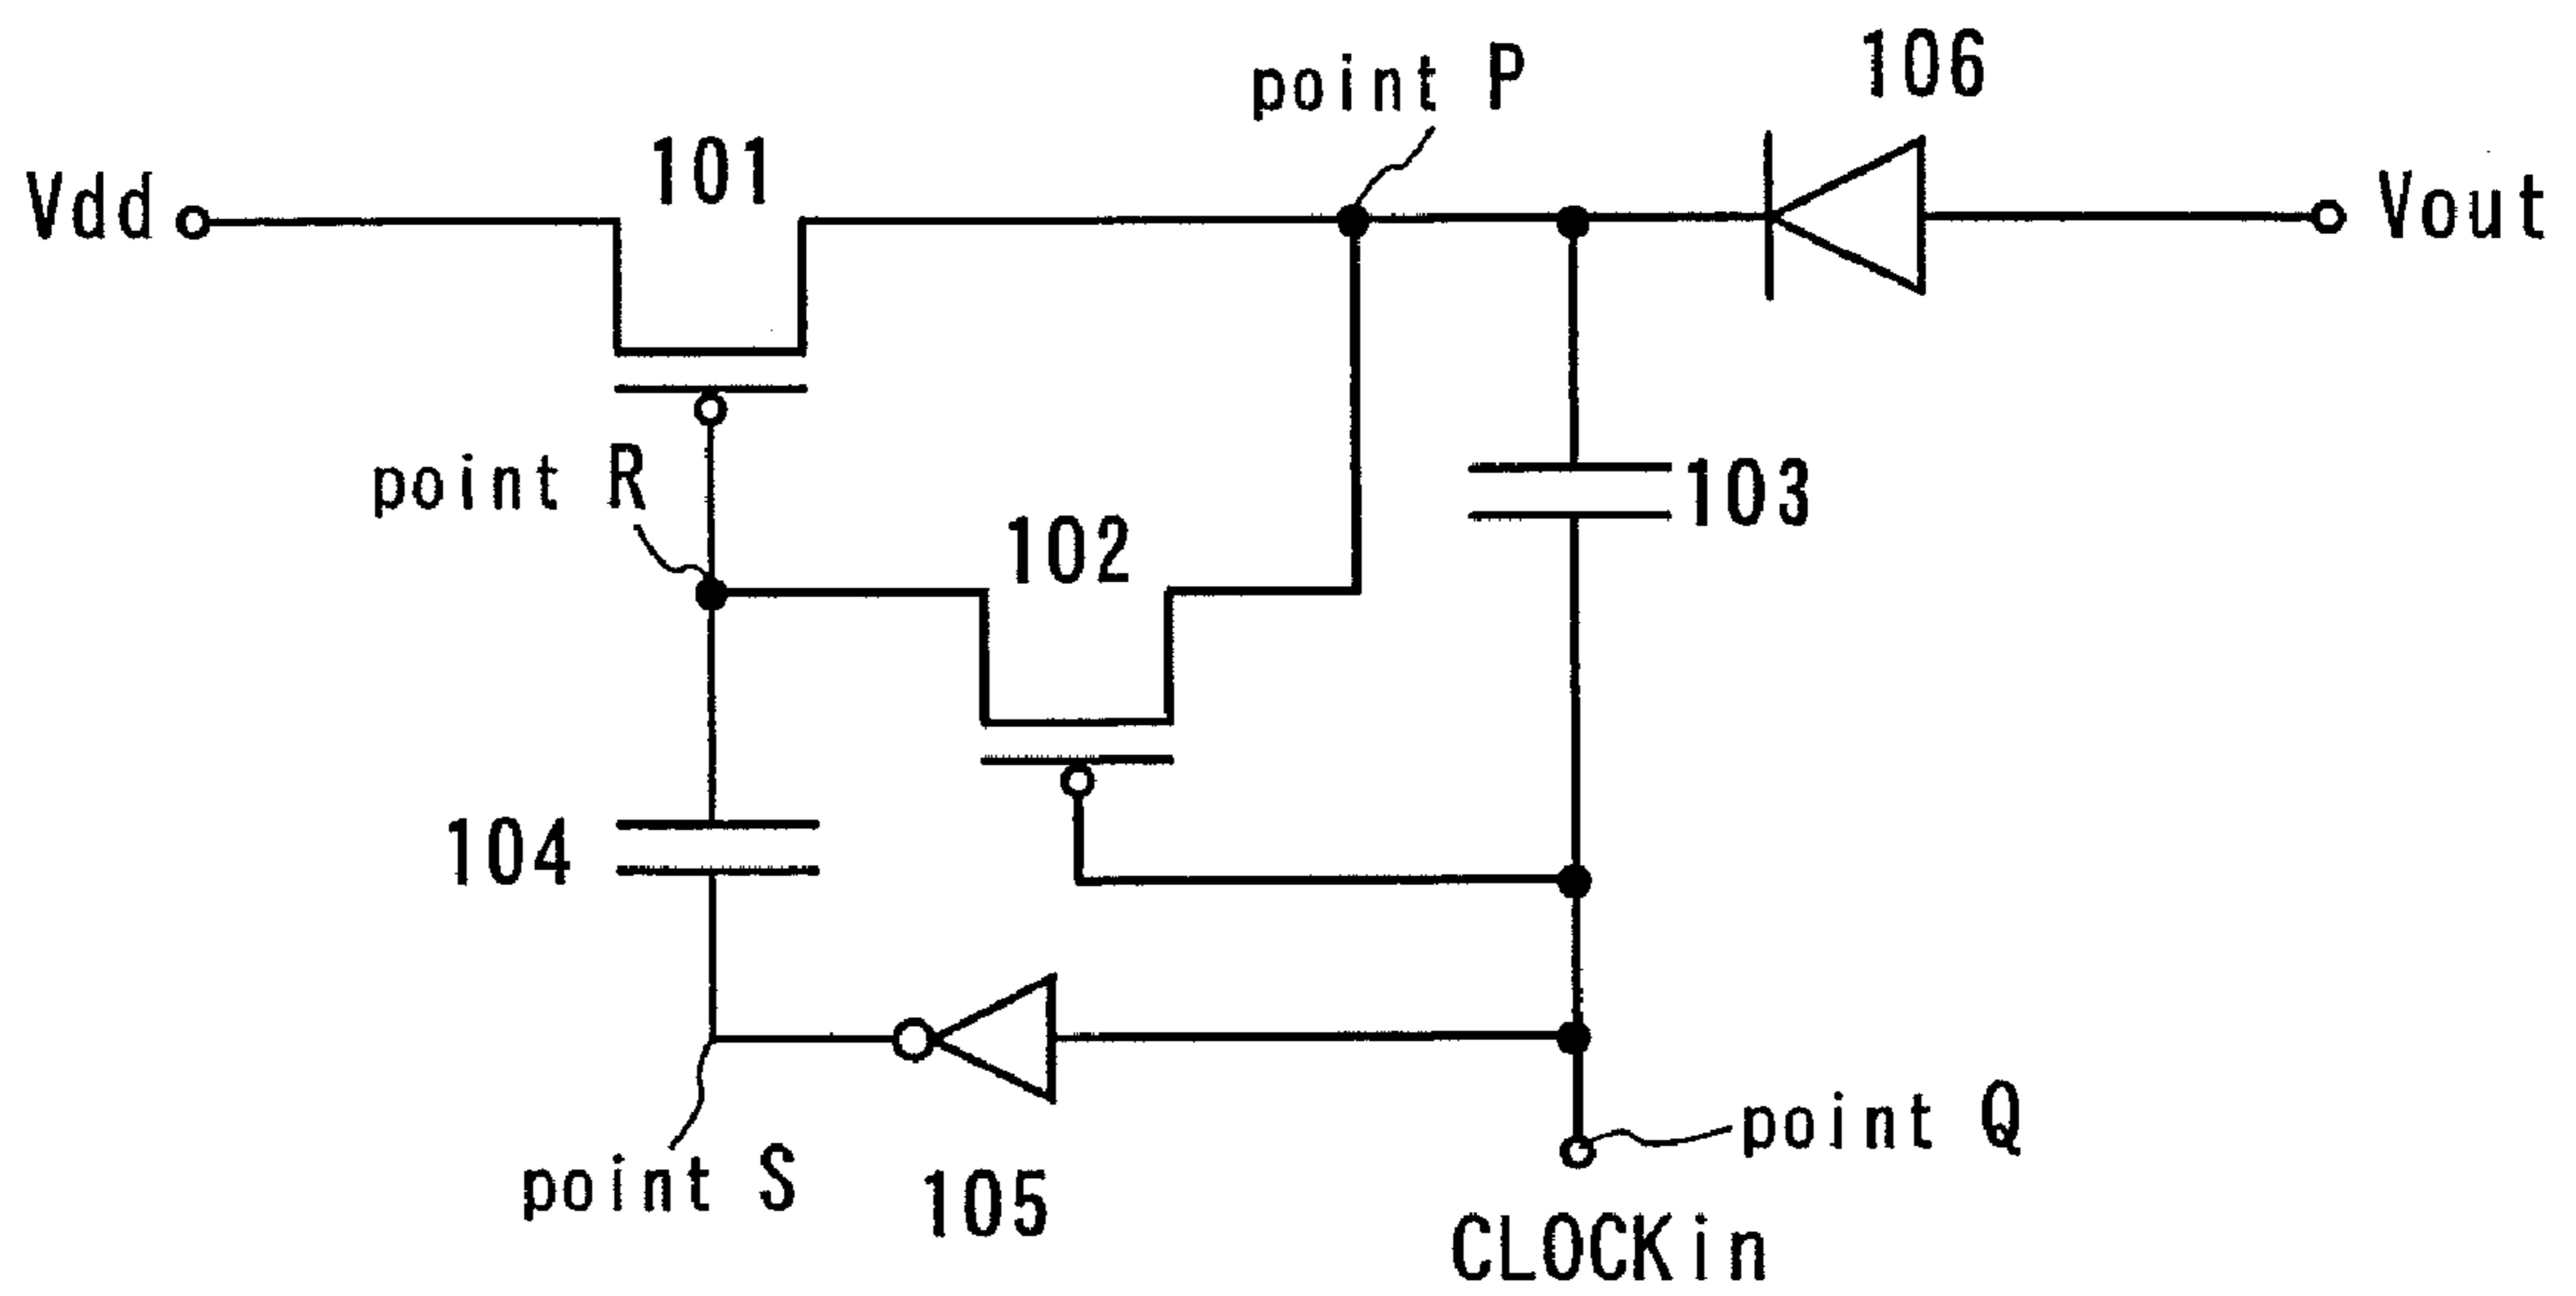 point P
106
101
Vdd
Vout
point R
102
103
104
point Q
point S
105
CLOCKin